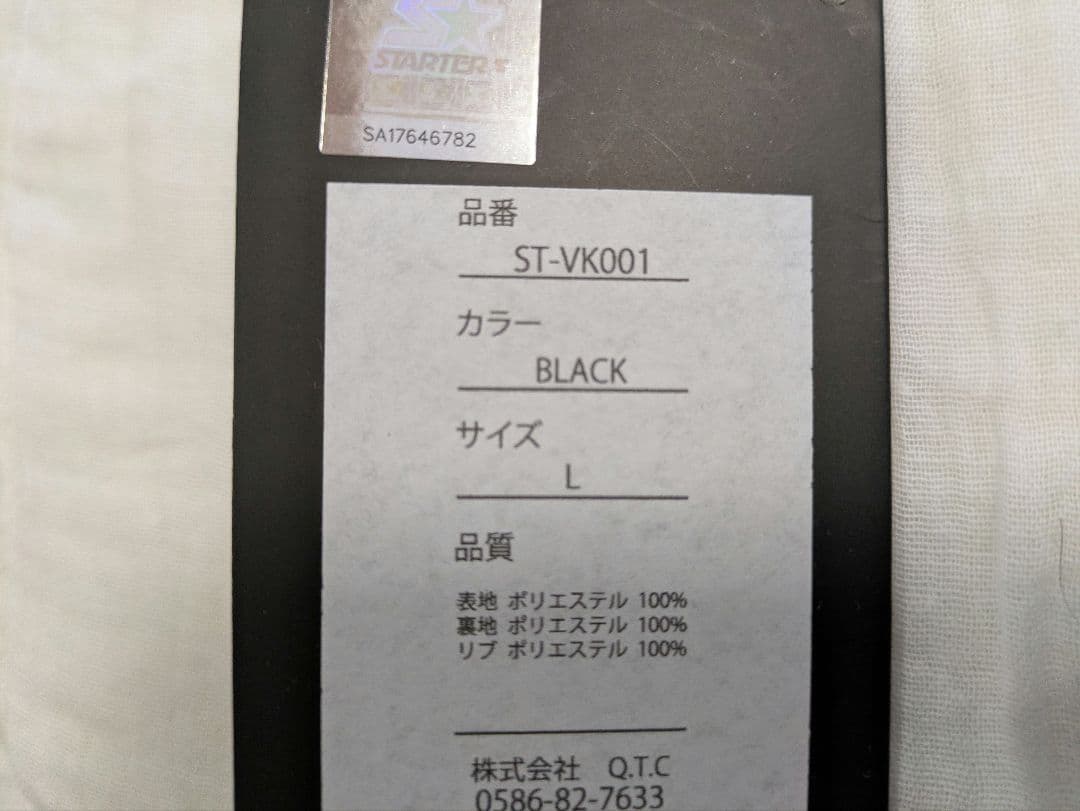 STARTER
SA17646782
品番
ST-VK001
カラー
BLACK
サイズ
L
品質
表地 ポリエステル 100%
裏地 ポリエステル 100%
リブ ポリエステル 100%
株式会社 Q.T.C
0586-82-7633